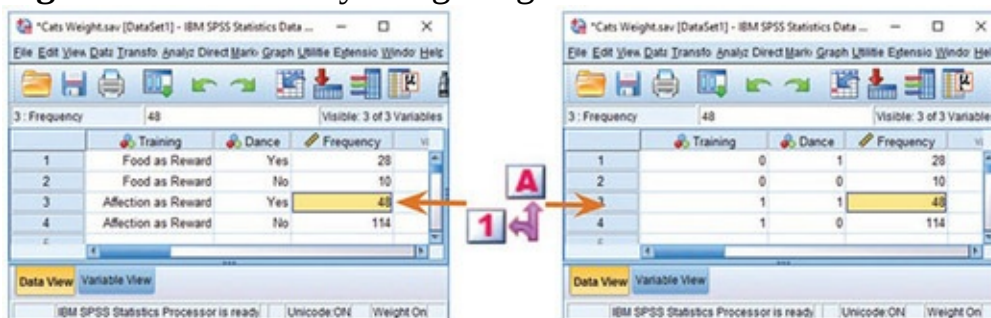 *Cats Weight.sav [DataSet1] - IBM SPSS Statistics Data ...
File Edit View Data Transfo Analyz Direct Mark Graph Utilitie Extensio Windo Help
3 : Frequency 48 Visible: 3 of 3 Variables
Training Dance Frequency
1 Food as Reward Yes 28
2 Food as Reward No 10
3 Affection as Reward Yes 48
4 Affection as Reward No 114
Data View Variable View
IBM SPSS Statistics Processor is ready Unicode:ON Weight On
A
1
*Cats Weight.sav [DataSet1] - IBM SPSS Statistics Data ...
File Edit View Data Transfo Analyz Direct Mark Graph Utilitie Extensio Windo Hel
3 : Frequency 48 Visible: 3 of 3 Variable
Training Dance Frequency
1 0 1 28
2 0 0 10
1 1 48
4 1 0 114
Data View Variable View
IBM SPSS Statistics Processor is ready Unicode:ON Weight On